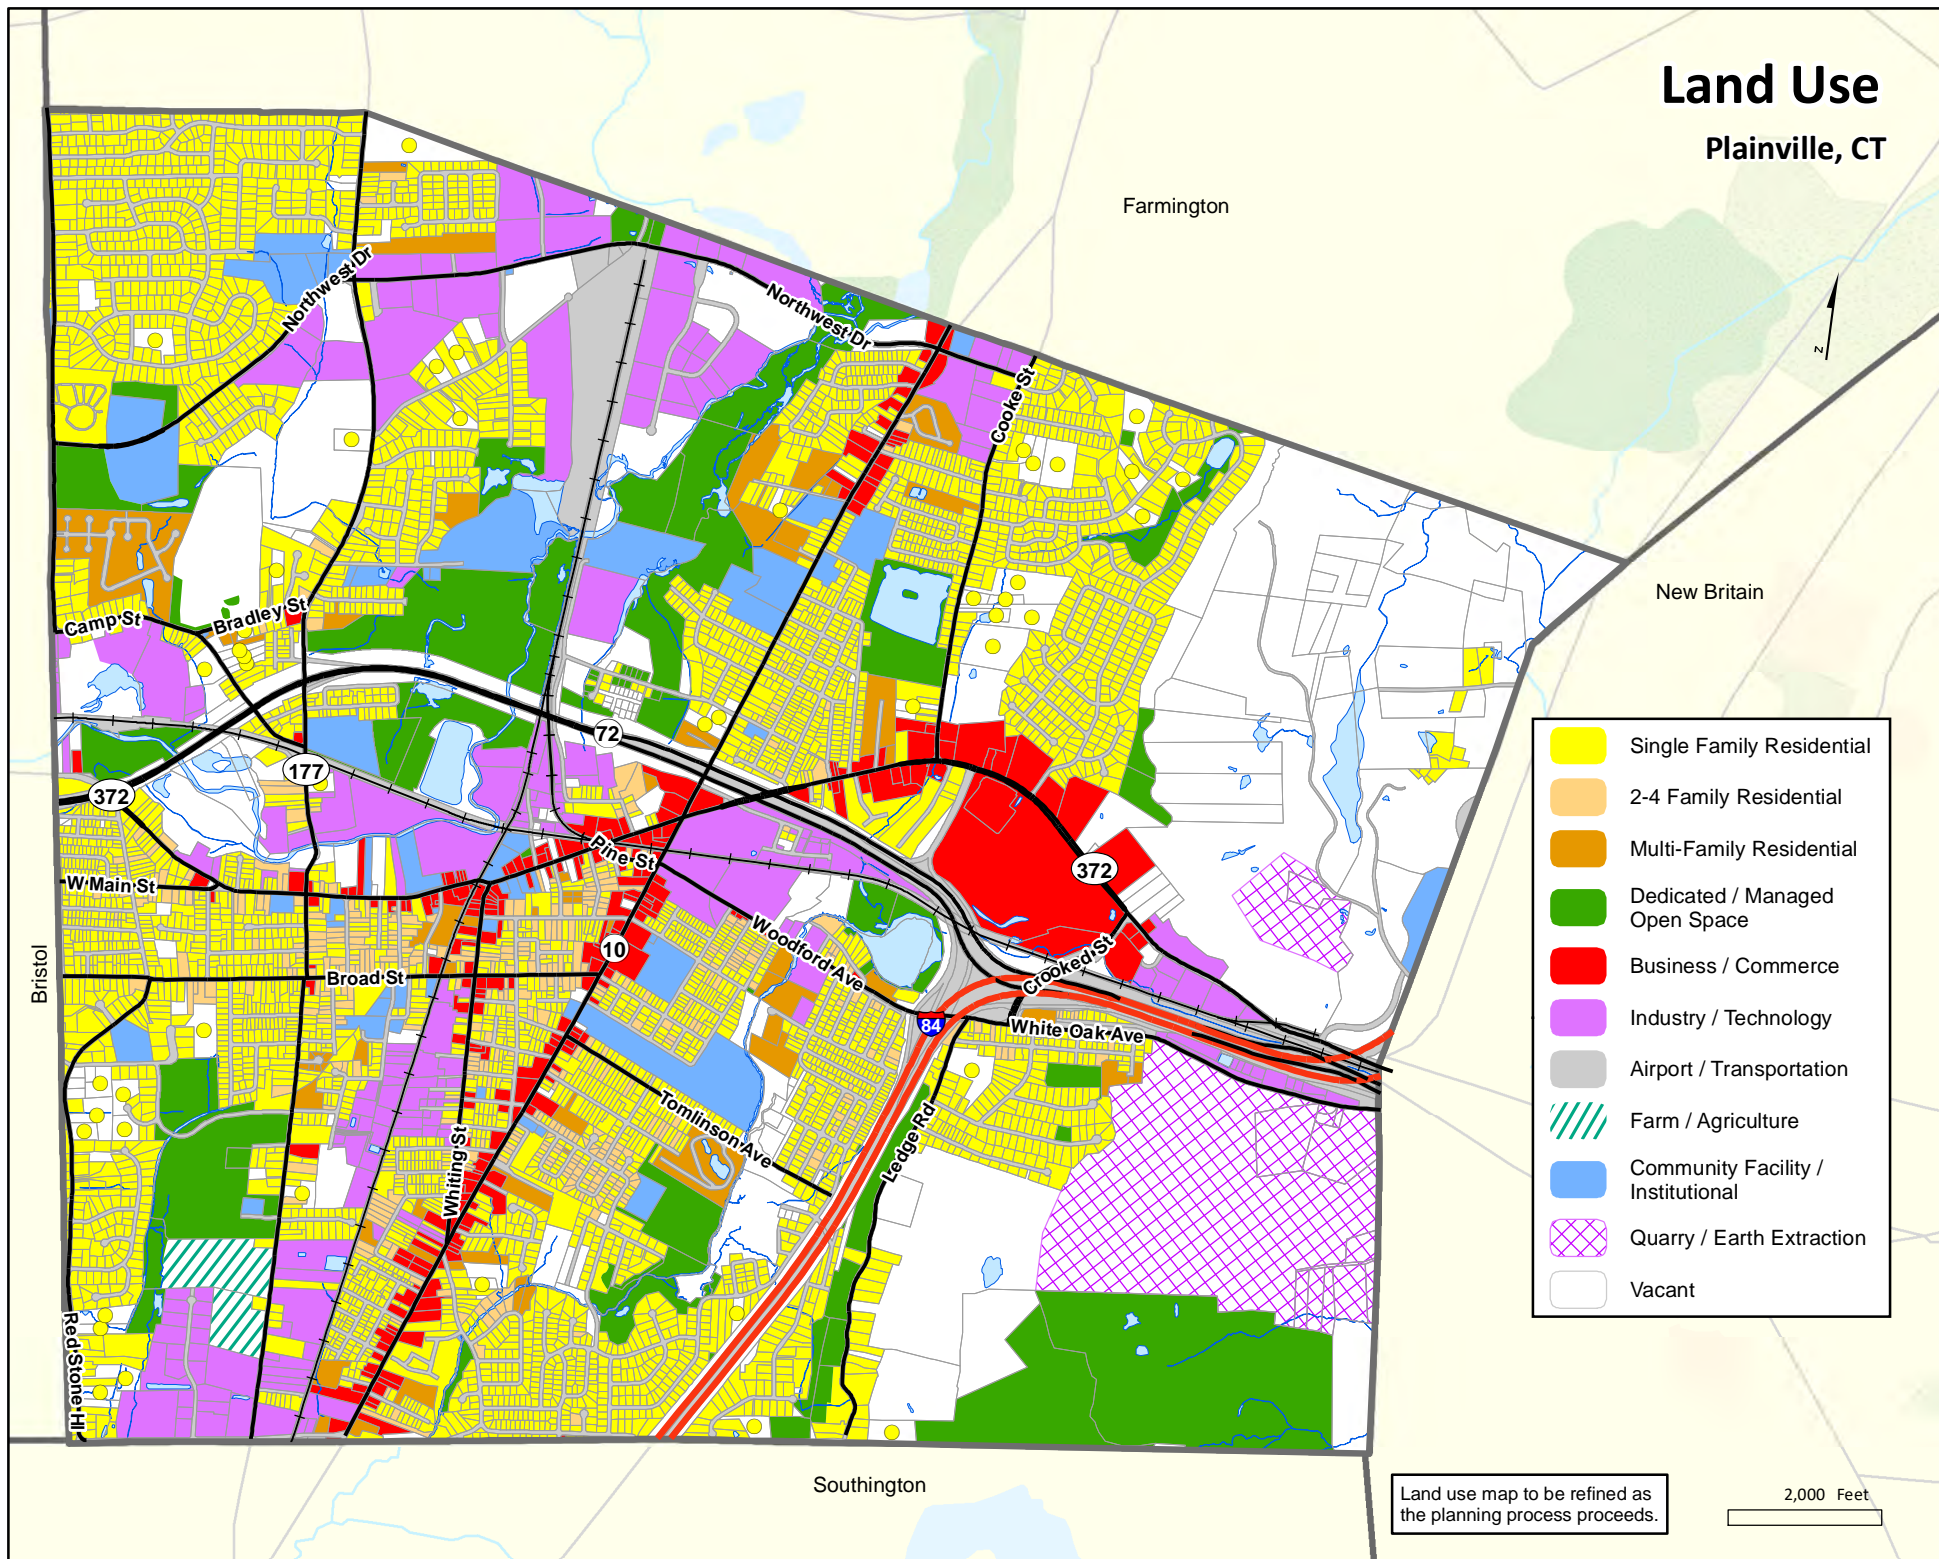 Land Use
Plainville, CT
Farmington
New Britain
Bristol
Southington
N
Northwest Dr
Northwest Dr
Cooke St
Camp St
Bradley St
72
177
372
372
Pine St
W Main St
10
Woodford Ave
Crooked St
Broad St
84
White Oak Ave
Tomlinson Ave
Ledge Rd
Whiting St
Red Stone Hl
Single Family Residential
2-4 Family Residential
Multi-Family Residential
Dedicated / Managed
Open Space
Business / Commerce
Industry / Technology
Airport / Transportation
Farm / Agriculture
Community Facility /
Institutional
Quarry / Earth Extraction
Vacant
Land use map to be refined as
the planning process proceeds.
2,000 Feet